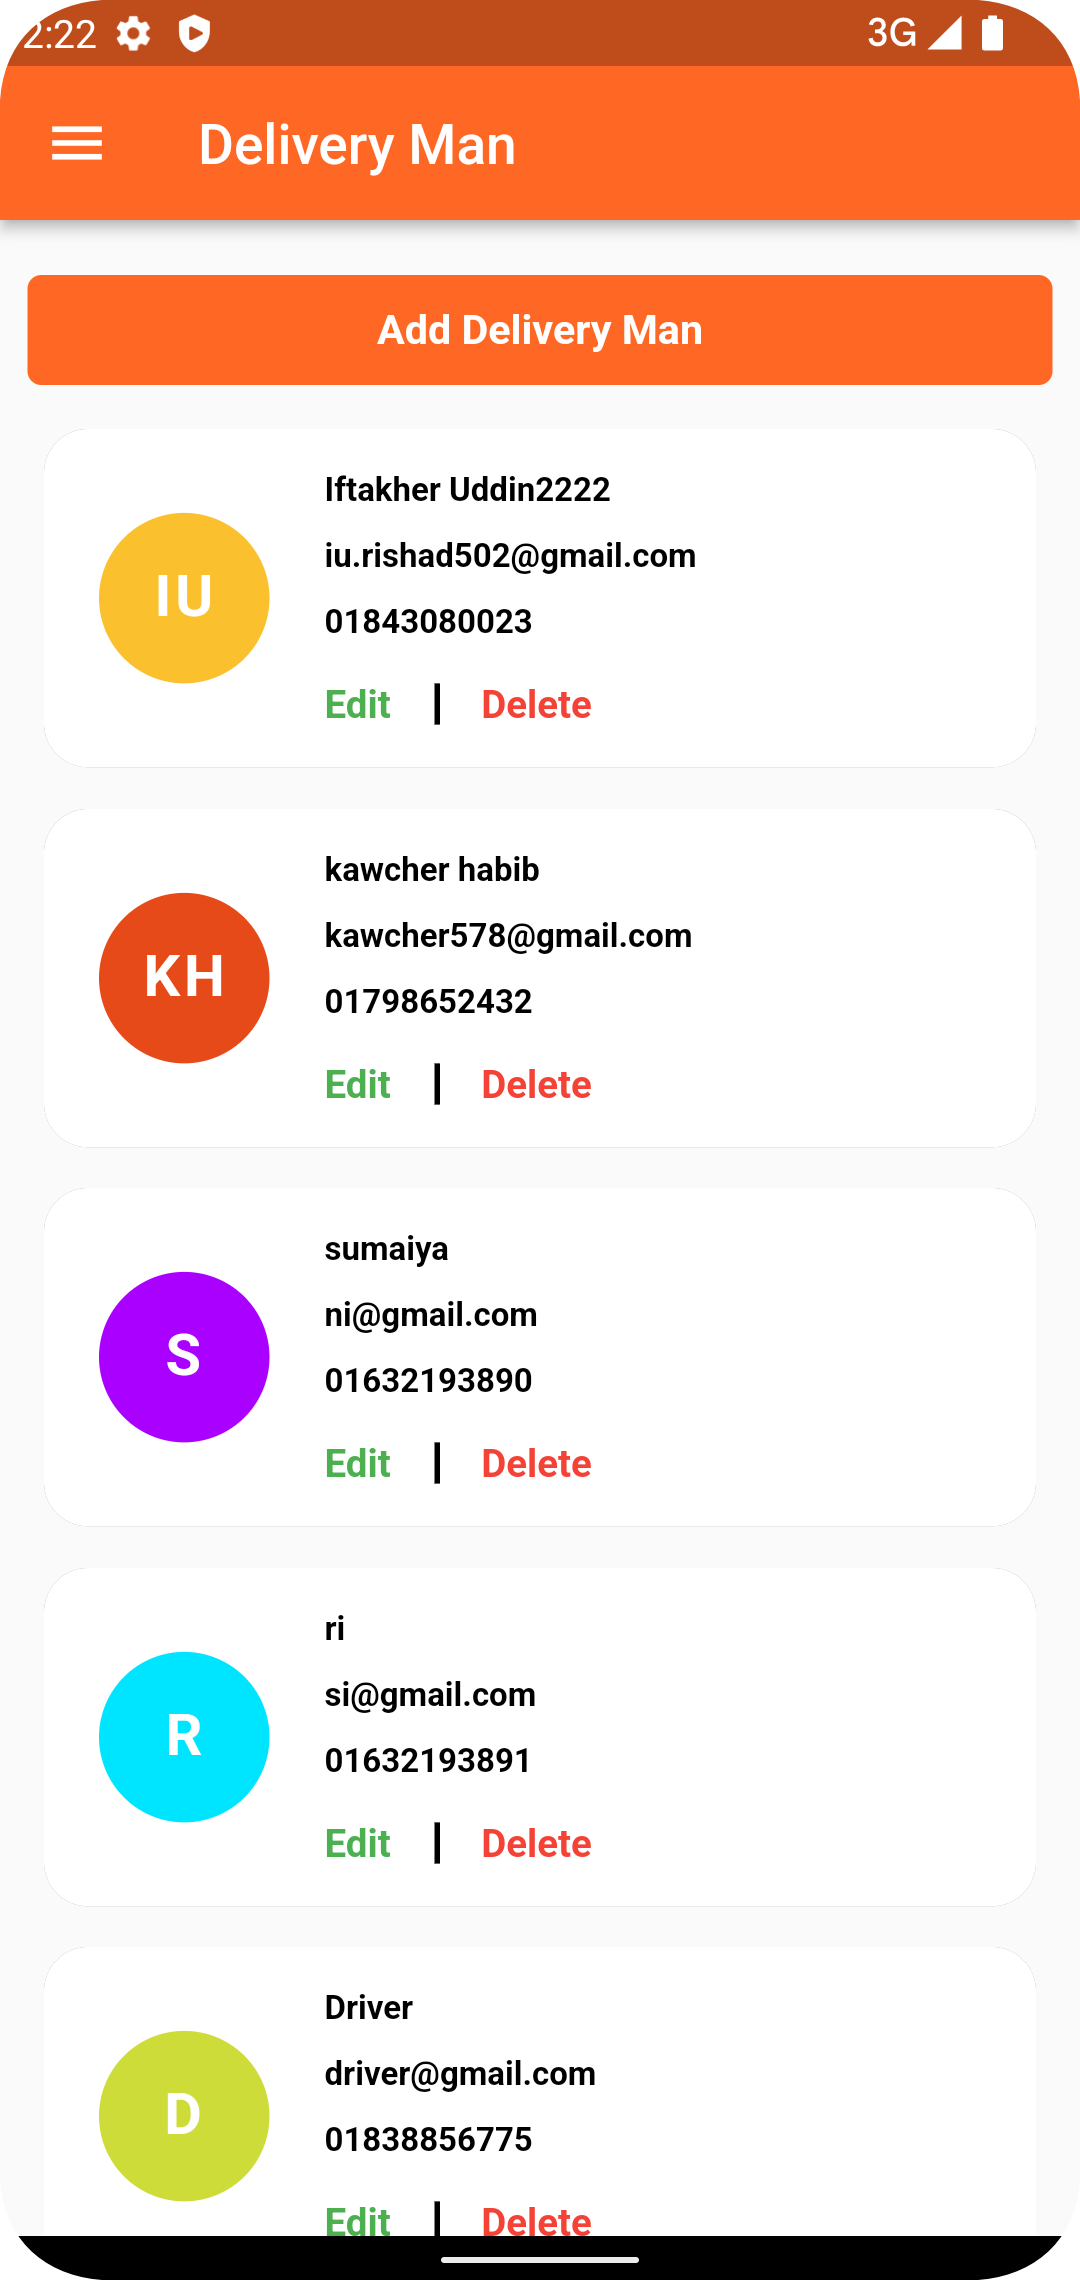 2:22 3G
Delivery Man
Add Delivery Man
Iftakher Uddin2222
iu.rishad502@gmail.com
IU
01843080023
Edit | Delete
kawcher habib
kawcher578@gmail.com
KH
01798652432
Edit | Delete
sumaiya
ni@gmail.com
S
01632193890
Edit | Delete
ri
si@gmail.com
R
01632193891
Edit | Delete
Driver
driver@gmail.com
D
01838856775
Edit | Delete